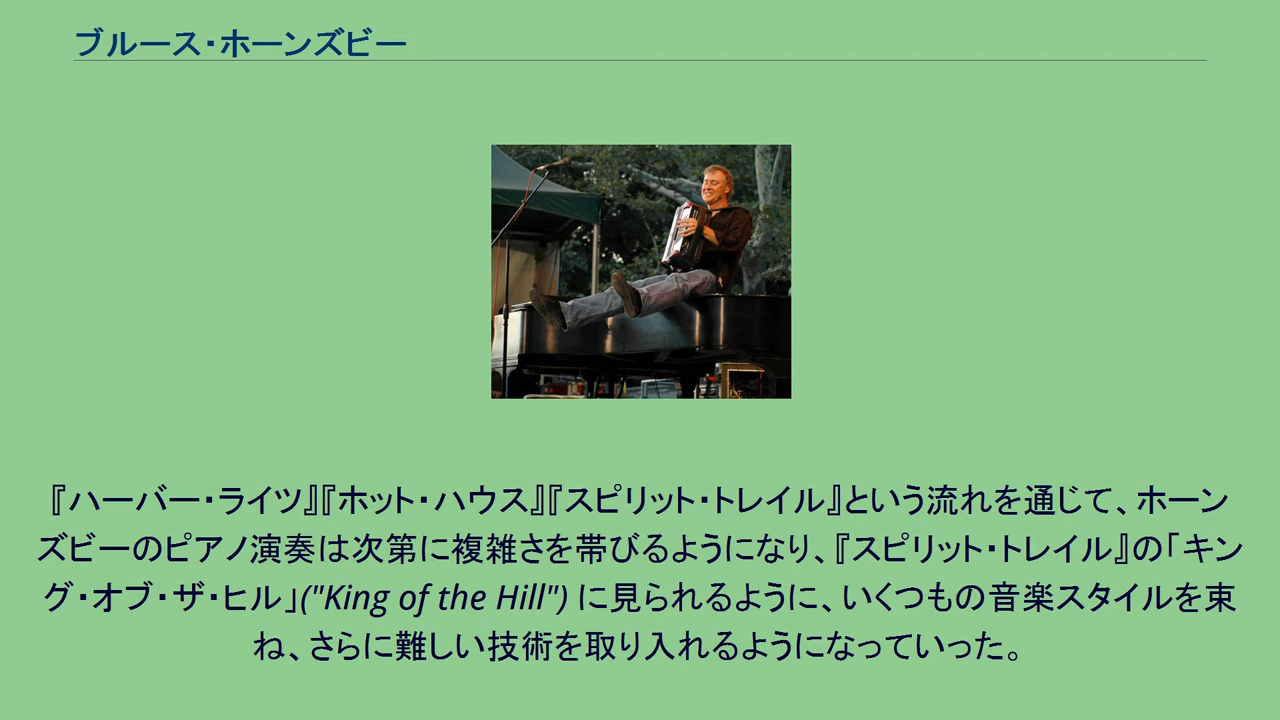 ブルース・ホーンズビー
『ハーバー・ライツ』『ホット・ハウス』『スピリット・トレイル』という流れを通じて、ホーン
ズビーのピアノ演奏は次第に複雑さを帯びるようになり、『スピリット・トレイル』の「キン
グ・オブ・ザ・ヒル」("King of the Hill") に見られるように、いくつもの音楽スタイルを束
ね、さらに難しい技術を取り入れるようになっていった。